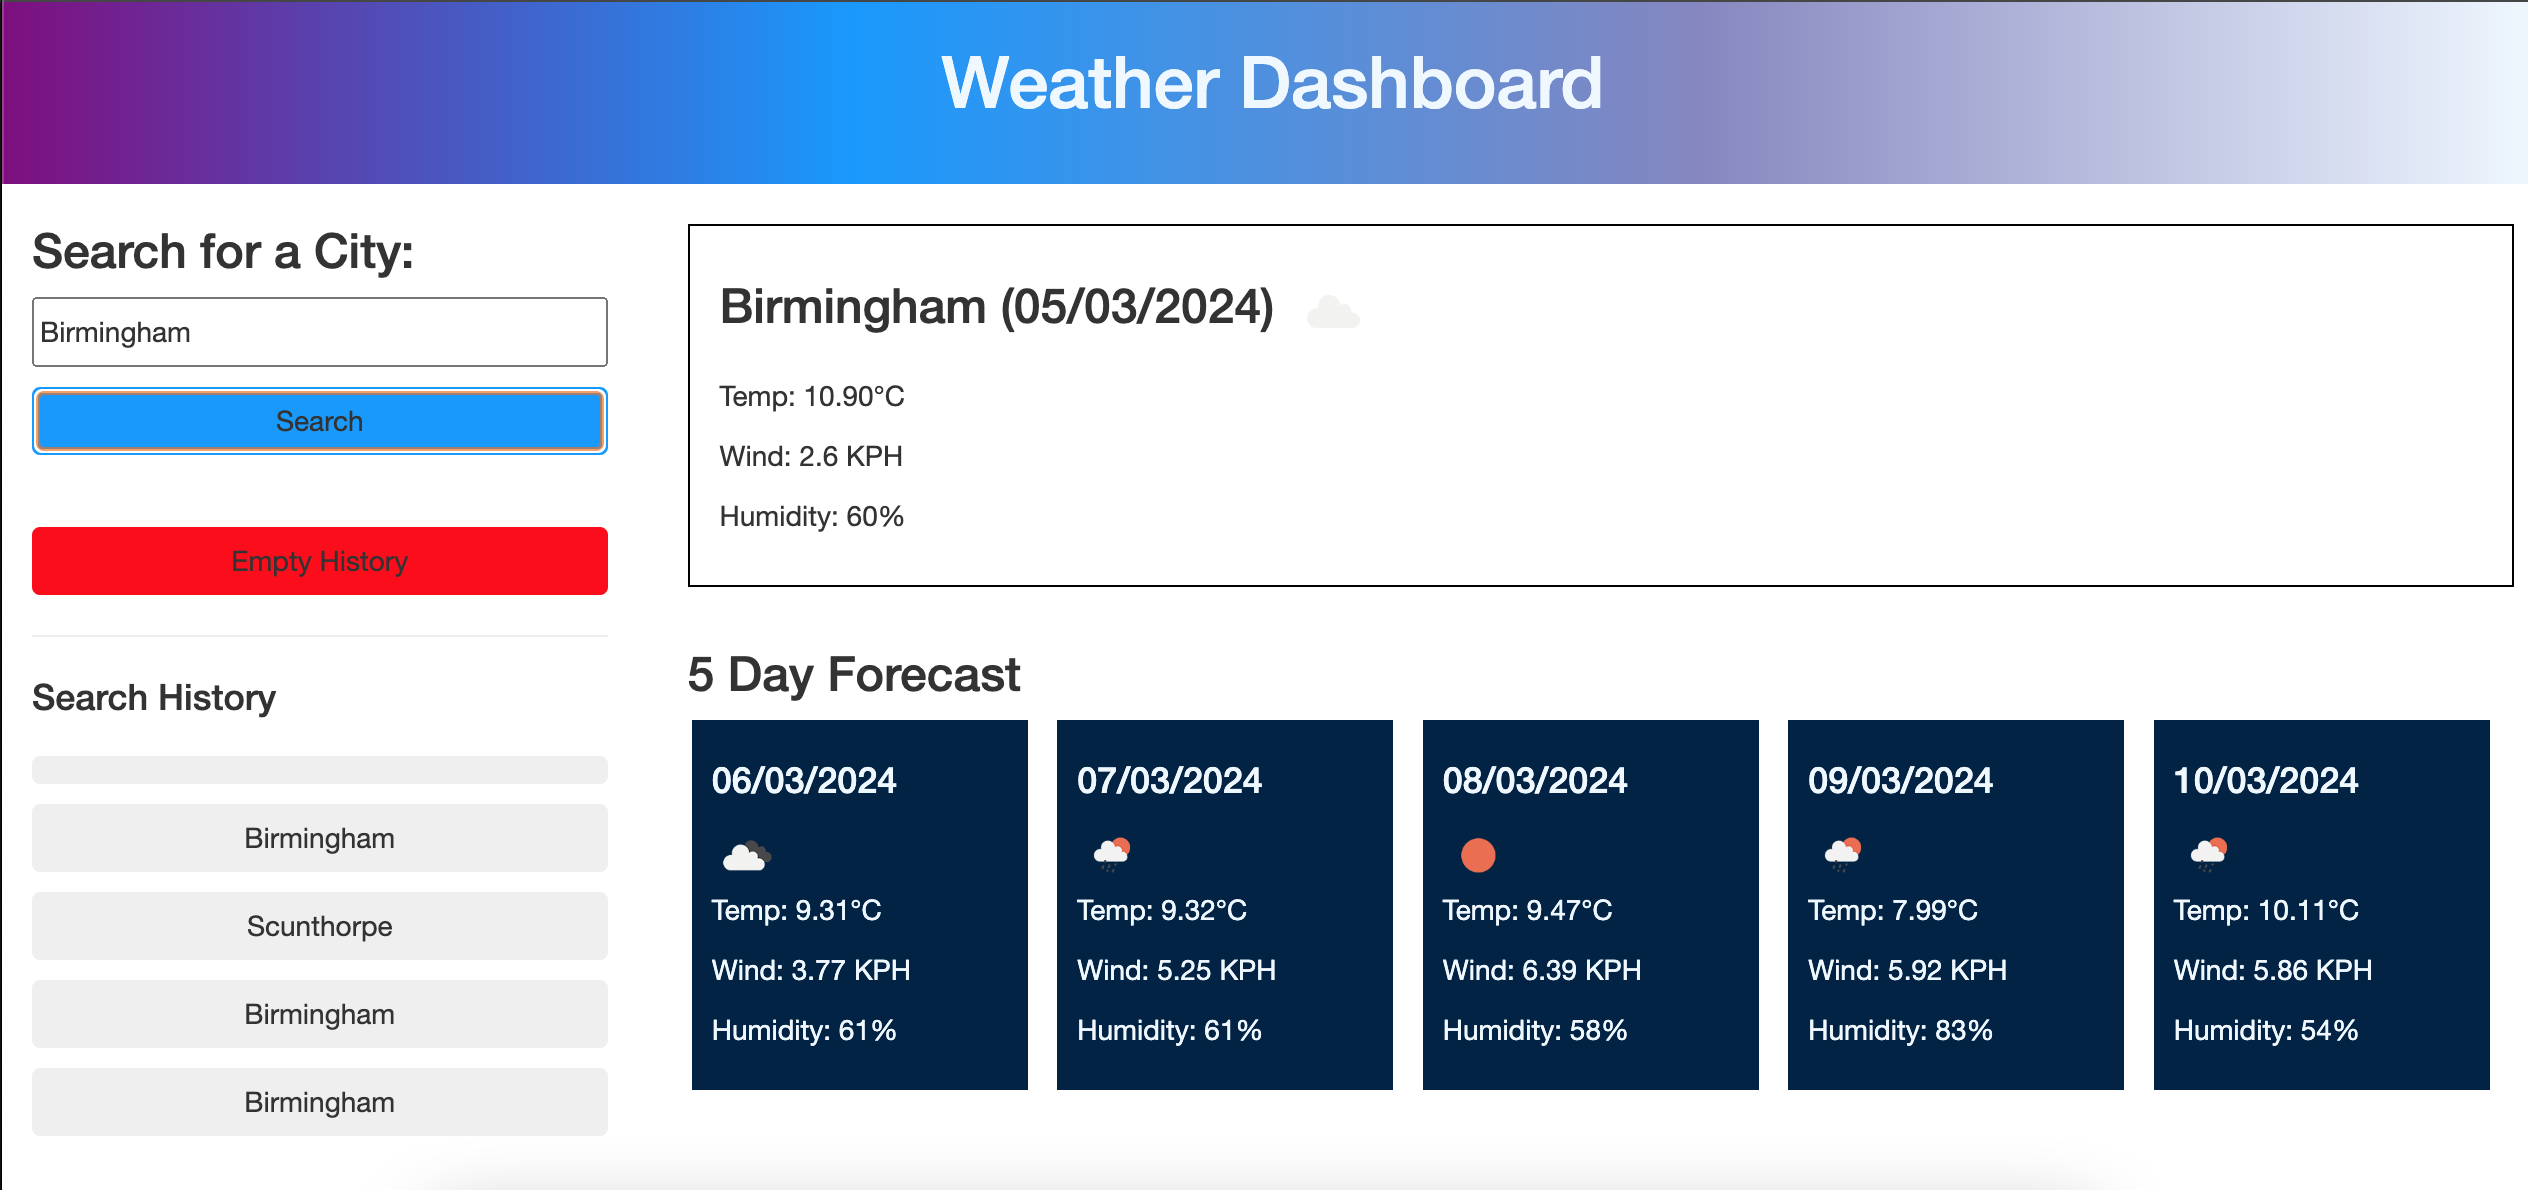 Weather Dashboard
Search for a City:
Birmingham
Search
Empty History
Search History
Birmingham
Scunthorpe
Birmingham
Birmingham
Birmingham (05/03/2024)
Temp: 10.90°C
Wind: 2.6 KPH
Humidity: 60%
5 Day Forecast
06/03/2024
Temp: 9.31°C
Wind: 3.77 KPH
Humidity: 61%
07/03/2024
Temp: 9.32°C
Wind: 5.25 KPH
Humidity: 61%
08/03/2024
Temp: 9.47°C
Wind: 6.39 KPH
Humidity: 58%
09/03/2024
Temp: 7.99°C
Wind: 5.92 KPH
Humidity: 83%
10/03/2024
Temp: 10.11°C
Wind: 5.86 KPH
Humidity: 54%